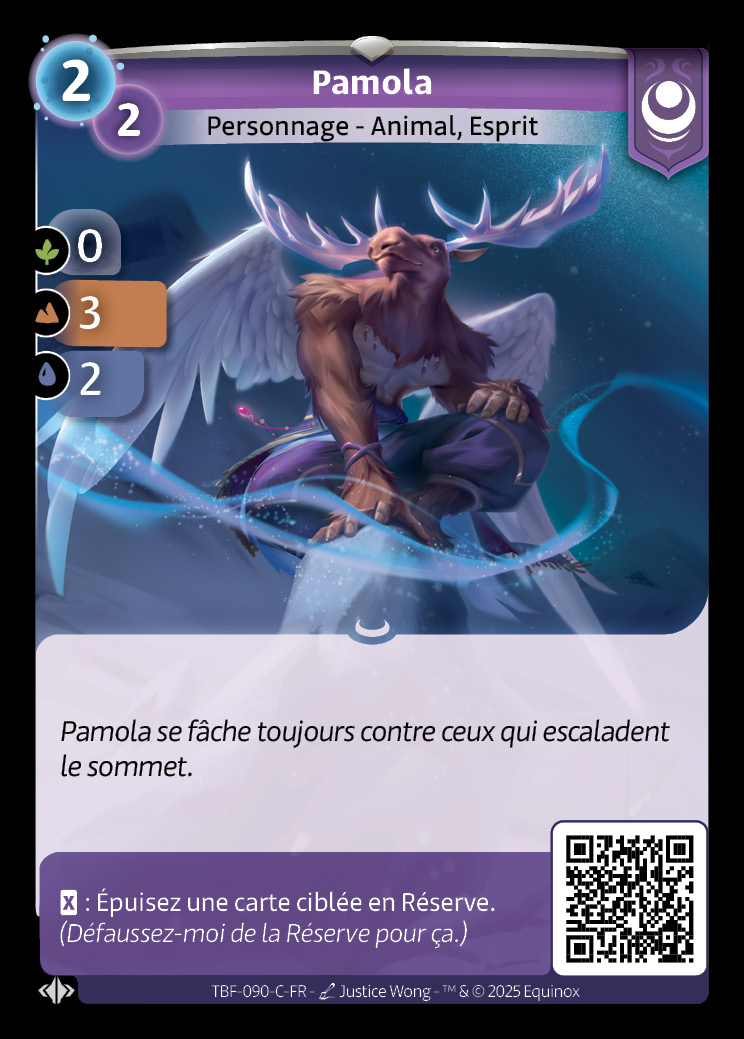 2
Pamola
2
Personnage - Animal, Esprit
0
3
2
Pamola se fâche toujours contre ceux qui escaladent
le sommet.
X : Épuisez une carte ciblée en Réserve.
(Défaussez-moi de la Réserve pour ça.)
TBF-090-C-FR - Justice Wong - ™ & © 2025 Equinox